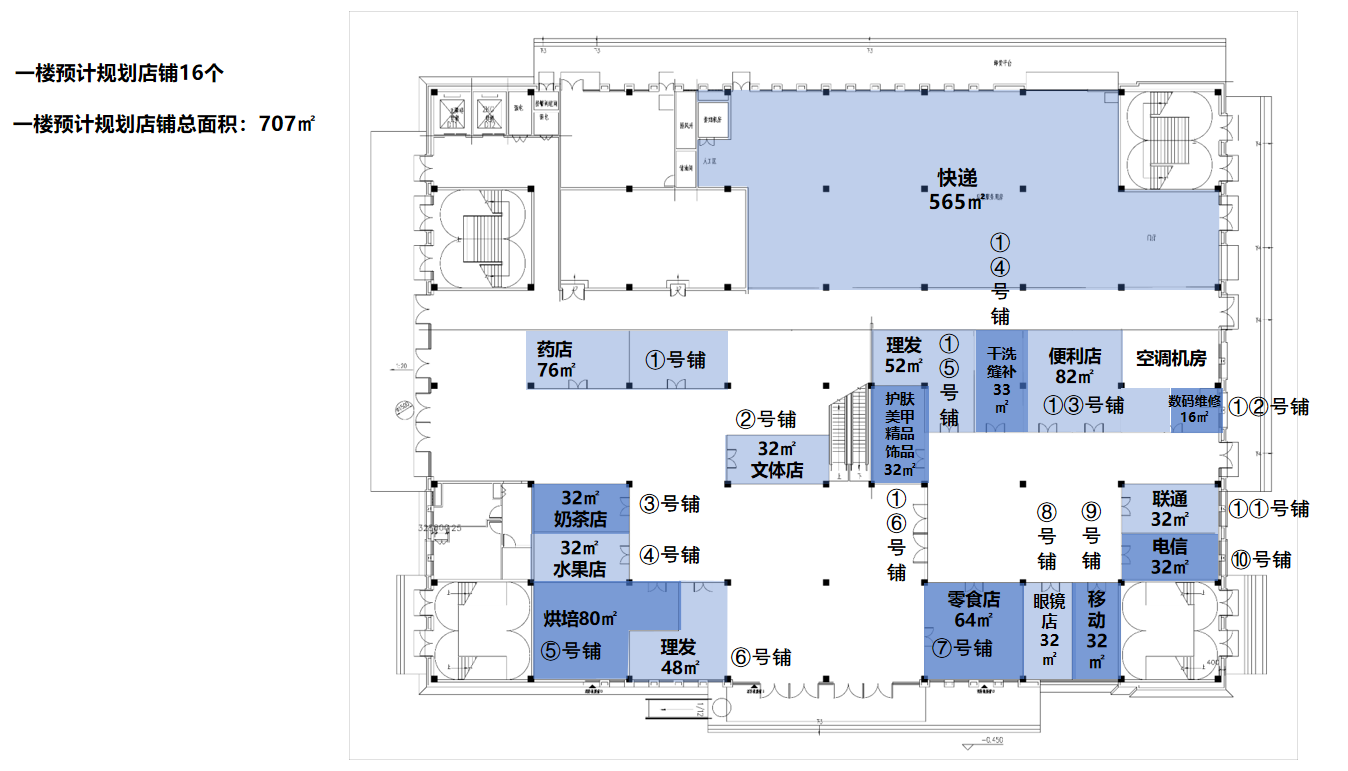 一楼预计规划店铺16个
一楼预计规划店铺总面积：707㎡
快递
565㎡
①
④
号
铺
药店
76㎡
①号铺
理发
52㎡
①
⑤
号
铺
干洗
缝补
33
㎡
便利店
82㎡
①③号铺
空调机房
数码维修
16㎡
①②号铺
护肤
美甲
精品
饰品
32㎡
②号铺
32㎡
文体店
①
⑥
号
铺
32㎡
奶茶店
③号铺
32㎡
水果店
④号铺
⑧
号
铺
⑨
号
铺
联通
32㎡
①①号铺
电信
32㎡
⑩号铺
烘培80㎡
⑤号铺
理发
48㎡
⑥号铺
零食店
64㎡
⑦号铺
眼镜
店
32
㎡
移
动
32
㎡
1:20
1/12
-0.450